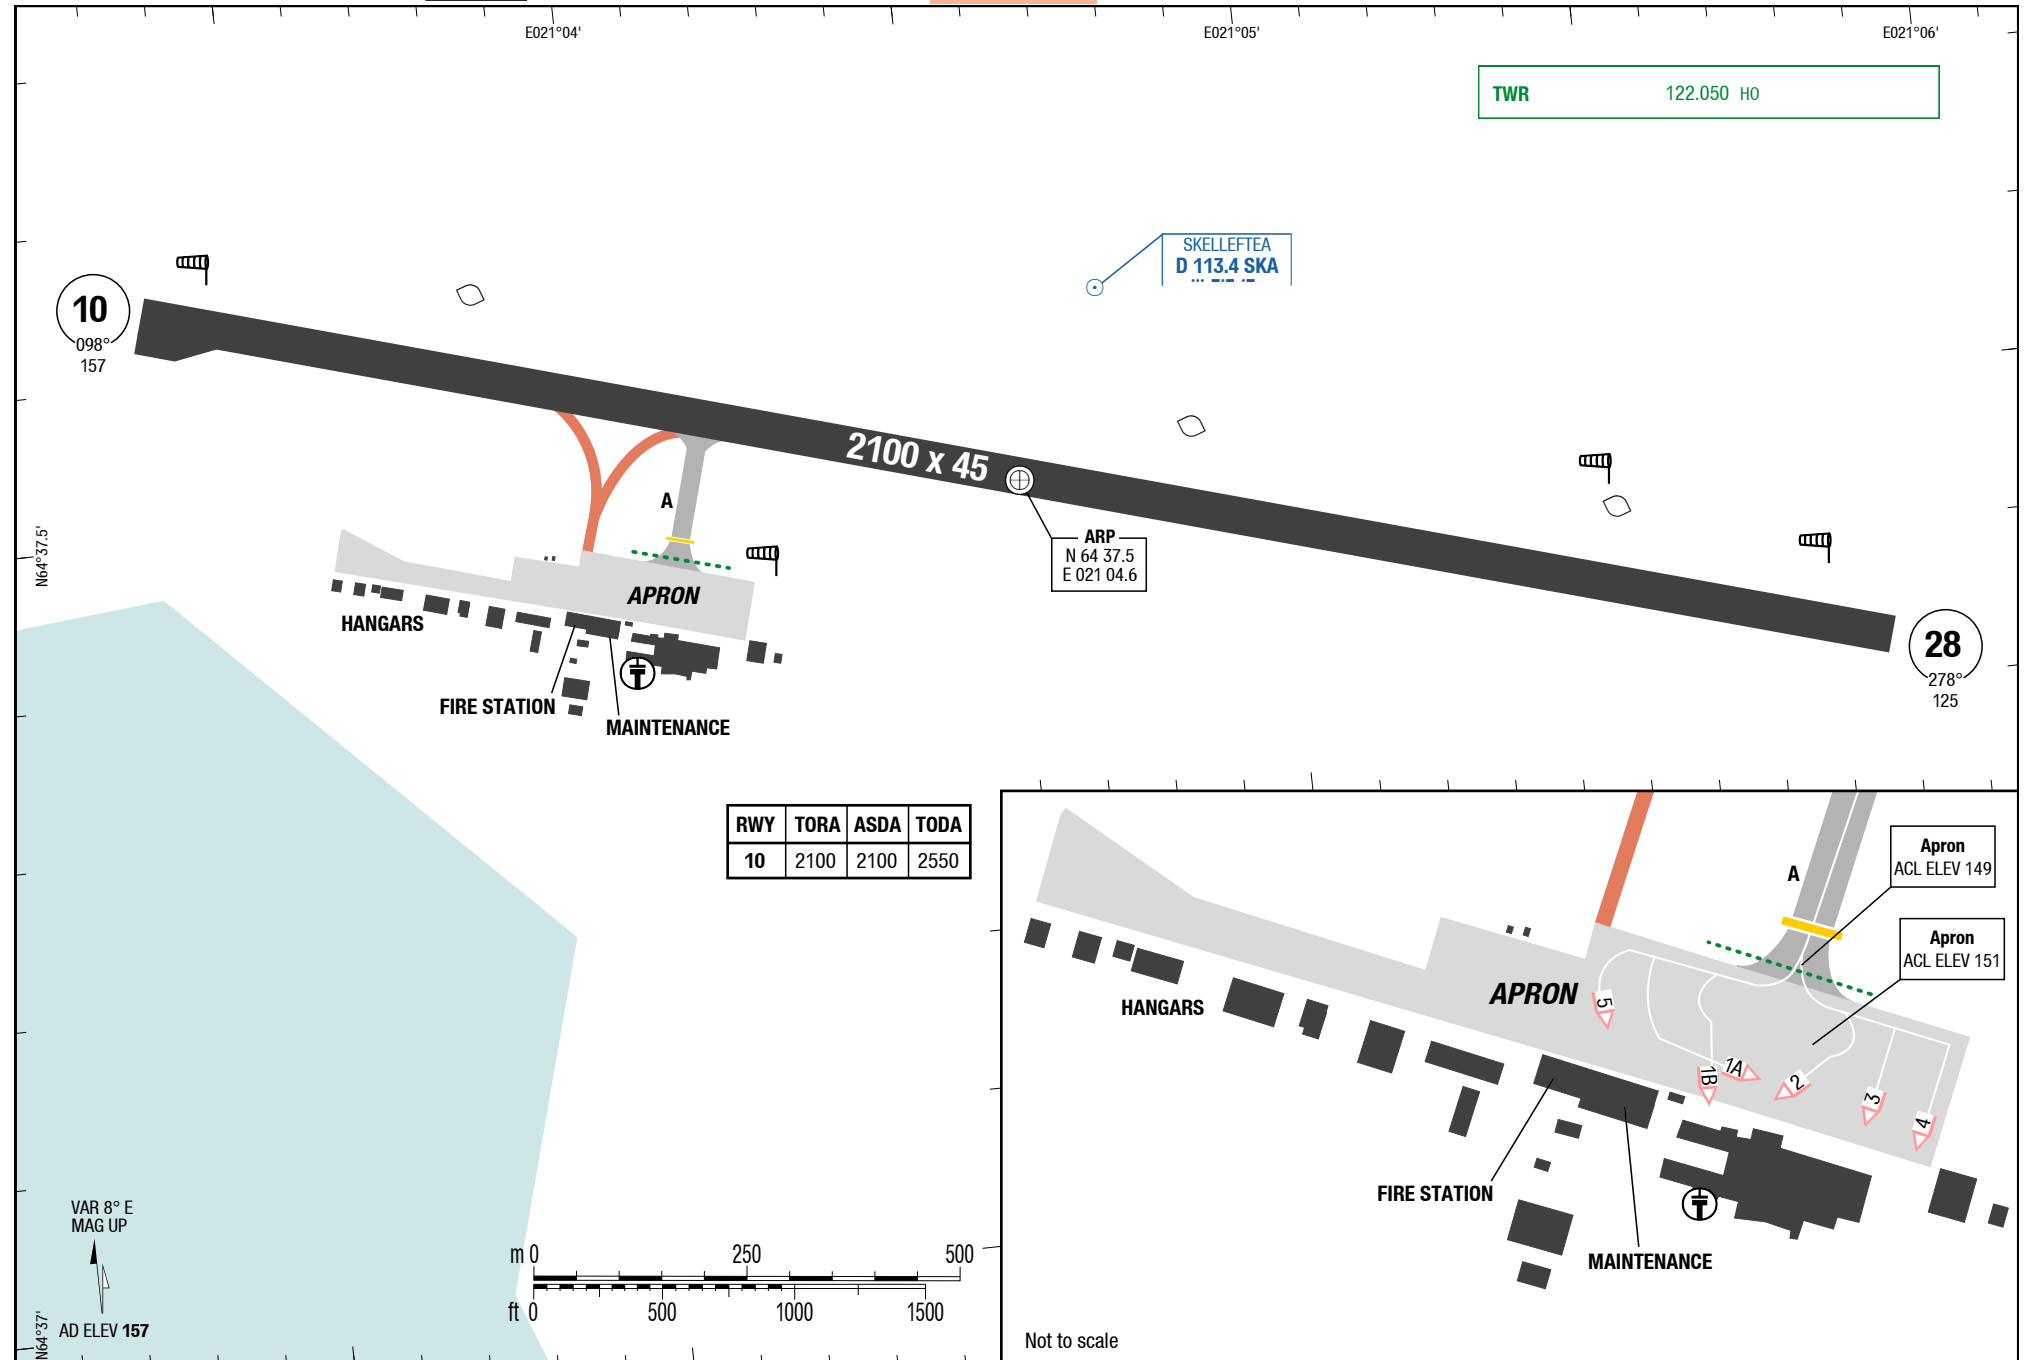 E021°04'
E021°05'
E021°06'
TWR 122.050 HO
SKELLEFTEA
D 113.4 SKA
10
098°
157
2100 x 45
A
ARP
N 64 37.5
E 021 04.6
N64°37.5'
APRON
HANGARS
28
278°
125
FIRE STATION
MAINTENANCE
RWY TORA ASDA TODA
10 2100 2100 2550
A
Apron
ACL ELEV 149
Apron
ACL ELEV 151
APRON
HANGARS
5
1A
1B
2
3
4
FIRE STATION
MAINTENANCE
VAR 8° E
MAG UP
m 0 250 500
ft 0 500 1000 1500
AD ELEV 157
N64°37'
Not to scale